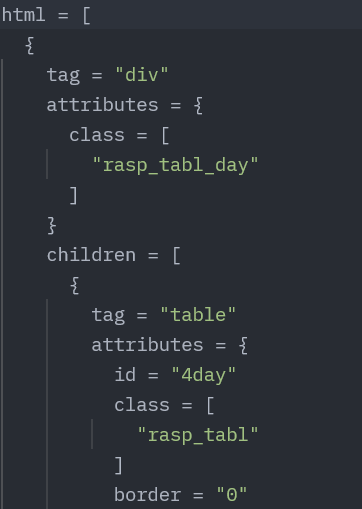 html = [
  {
    tag = "div"
    attributes = {
      class = [
        "rasp_tabl_day"
      ]
    }
    children = [
      {
        tag = "table"
        attributes = {
          id = "4day"
          class = [
            "rasp_tabl"
          ]
          border = "0"